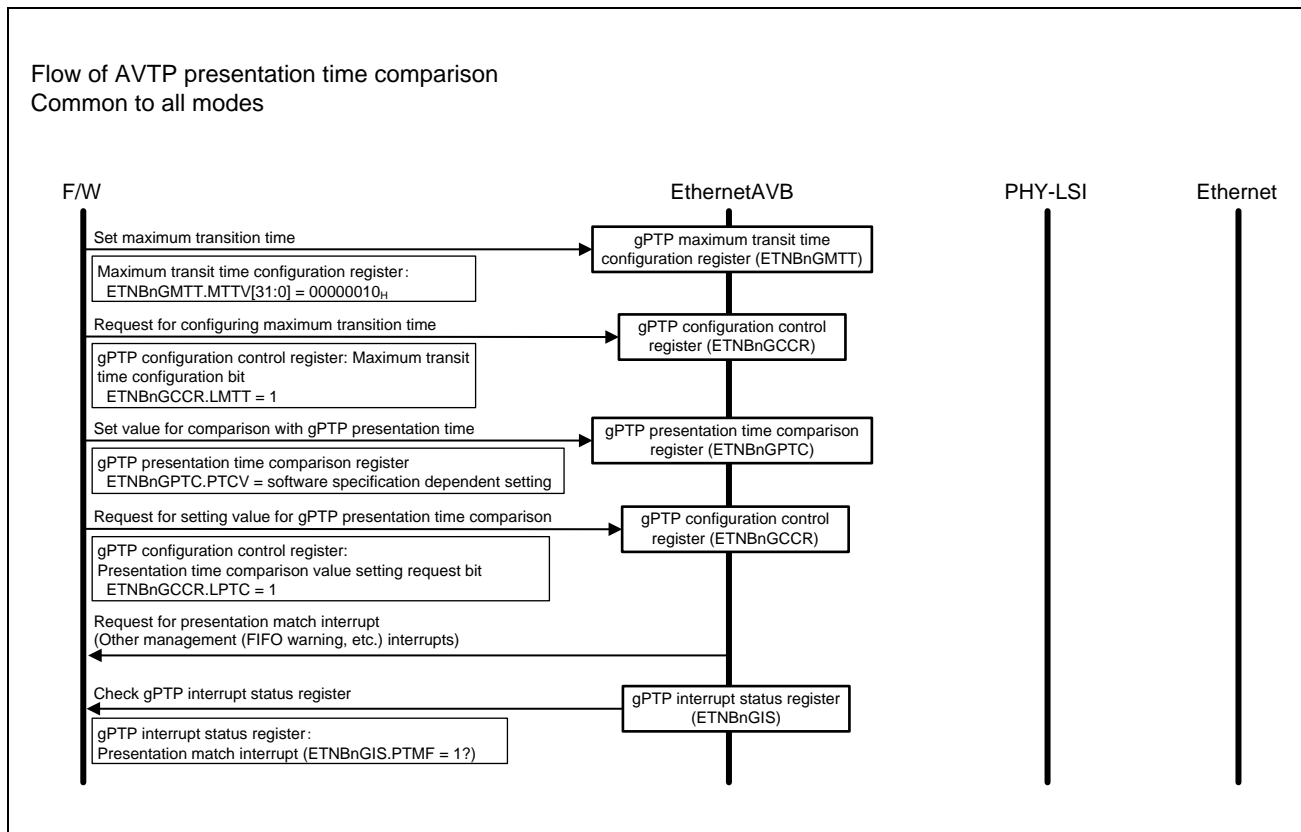 Flow of AVTP presentation time comparison
Common to all modes
F/W
EthernetAVB
PHY-LSI
Ethernet
Set maximum transition time
gPTP maximum transit time
configuration register (ETNBnGMTT)
Maximum transit time configuration register:
ETNBnGMTT.MTTV[31:0] = 00000010H
Request for configuring maximum transition time
gPTP configuration control
register (ETNBnGCCR)
gPTP configuration control register: Maximum transit
time configuration bit
ETNBnGCCR.LMTT = 1
Set value for comparison with gPTP presentation time
gPTP presentation time comparison
register (ETNBnGPTC)
gPTP presentation time comparison register
ETNBnGPTC.PTCV = software specification dependent setting
Request for setting value for gPTP presentation time comparison
gPTP configuration control
register (ETNBnGCCR)
gPTP configuration control register:
Presentation time comparison value setting request bit
ETNBnGCCR.LPTC = 1
Request for presentation match interrupt
(Other management (FIFO warning, etc.) interrupts)
Check gPTP interrupt status register
gPTP interrupt status register
(ETNBnGIS)
gPTP interrupt status register:
Presentation match interrupt (ETNBnGIS.PTMF = 1?)